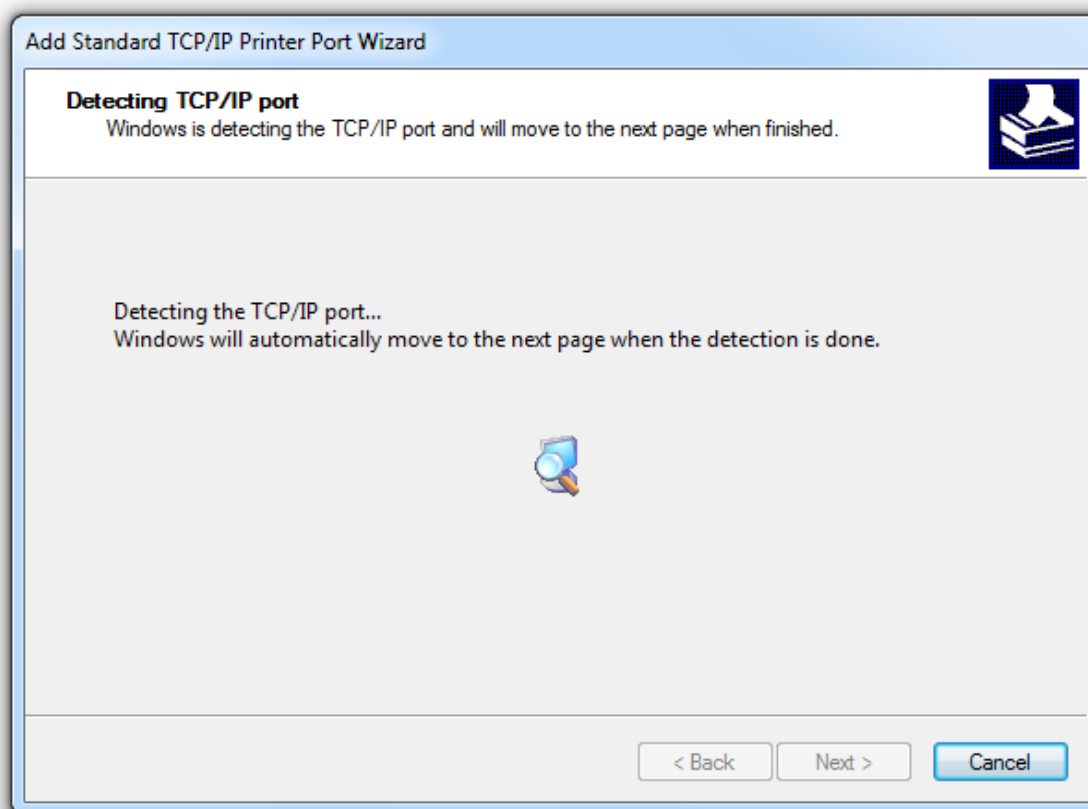 Add Standard TCP/IP Printer Port Wizard
Detecting TCP/IP port
Windows is detecting the TCP/IP port and will move to the next page when finished.
Detecting the TCP/IP port...
Windows will automatically move to the next page when the detection is done.
< Back
Next >
Cancel